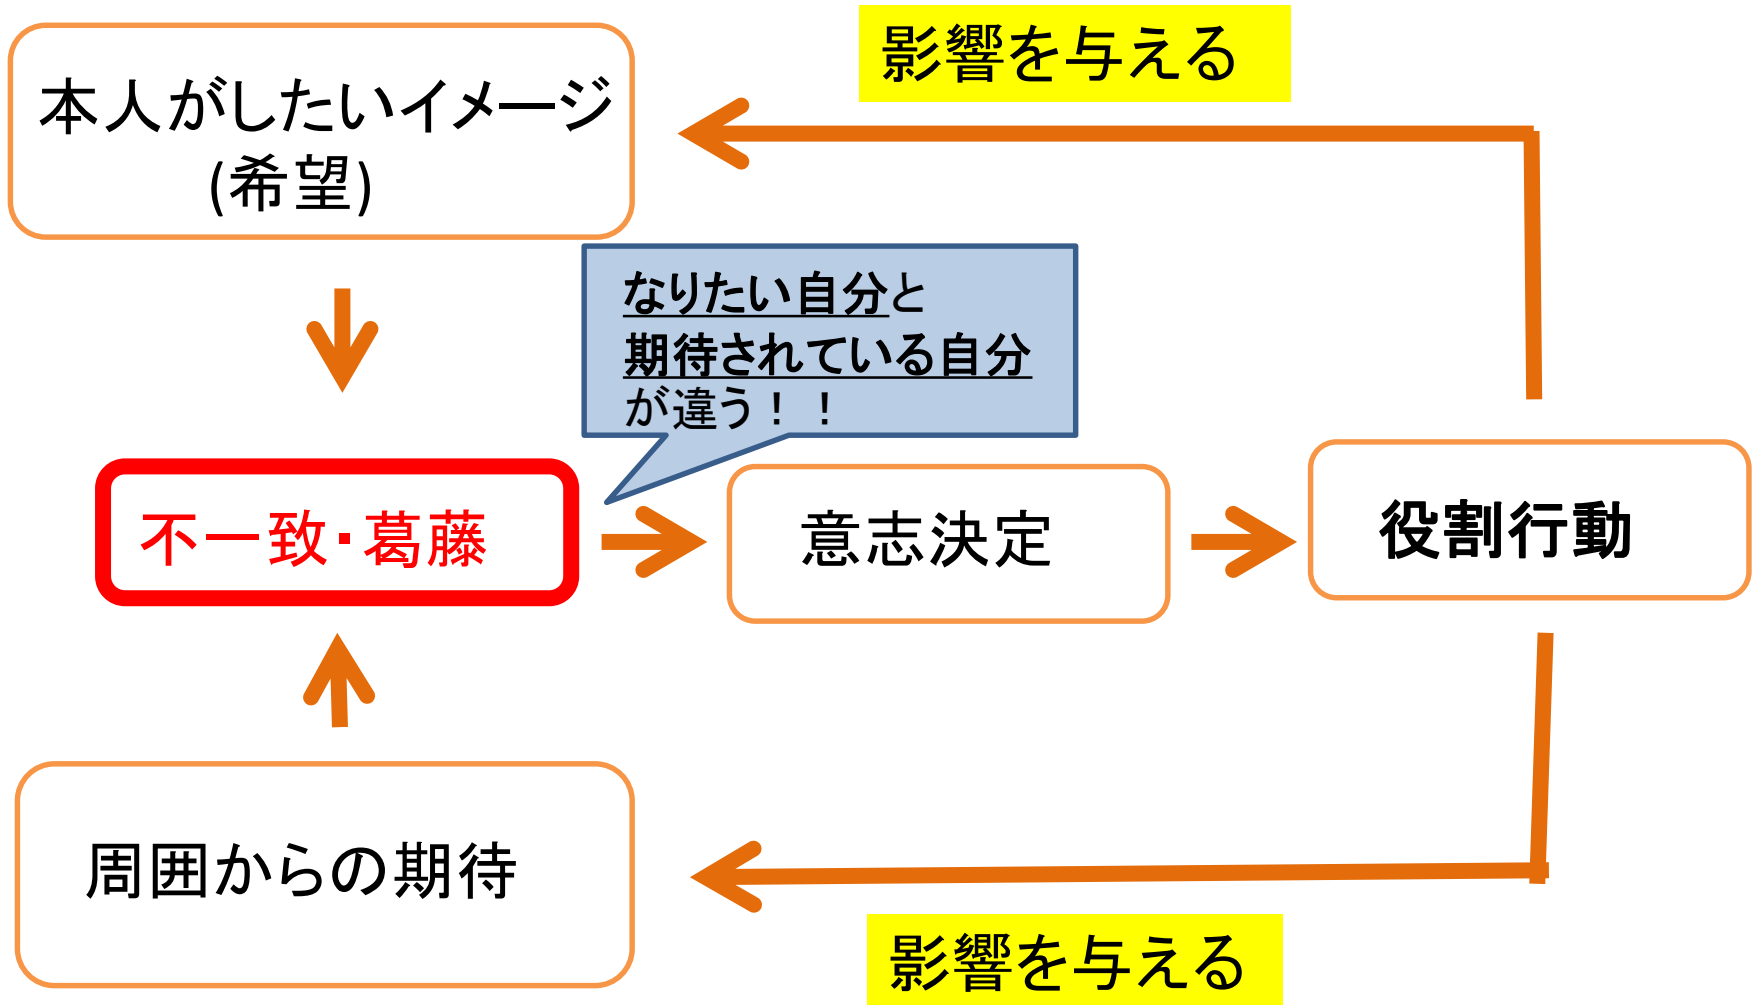 影響を与える
本人がしたいイメージ
(希望)
なりたい自分と
期待されている自分
が違う！！
不一致・葛藤
意志決定
役割行動
周囲からの期待
影響を与える